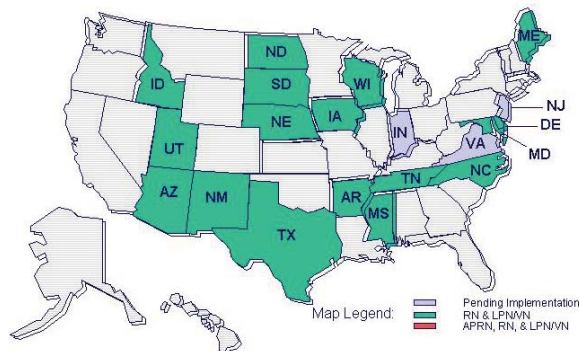 ME
ND
ID
SD
WI
NJ
NE
IA
IN
DE
UT
VA
MD
NC
TN
AZ
NM
AR
MS
TX
Map Legend:
Pending Implementation
RN & LPN/VN
APRN, RN, & LPN/VN